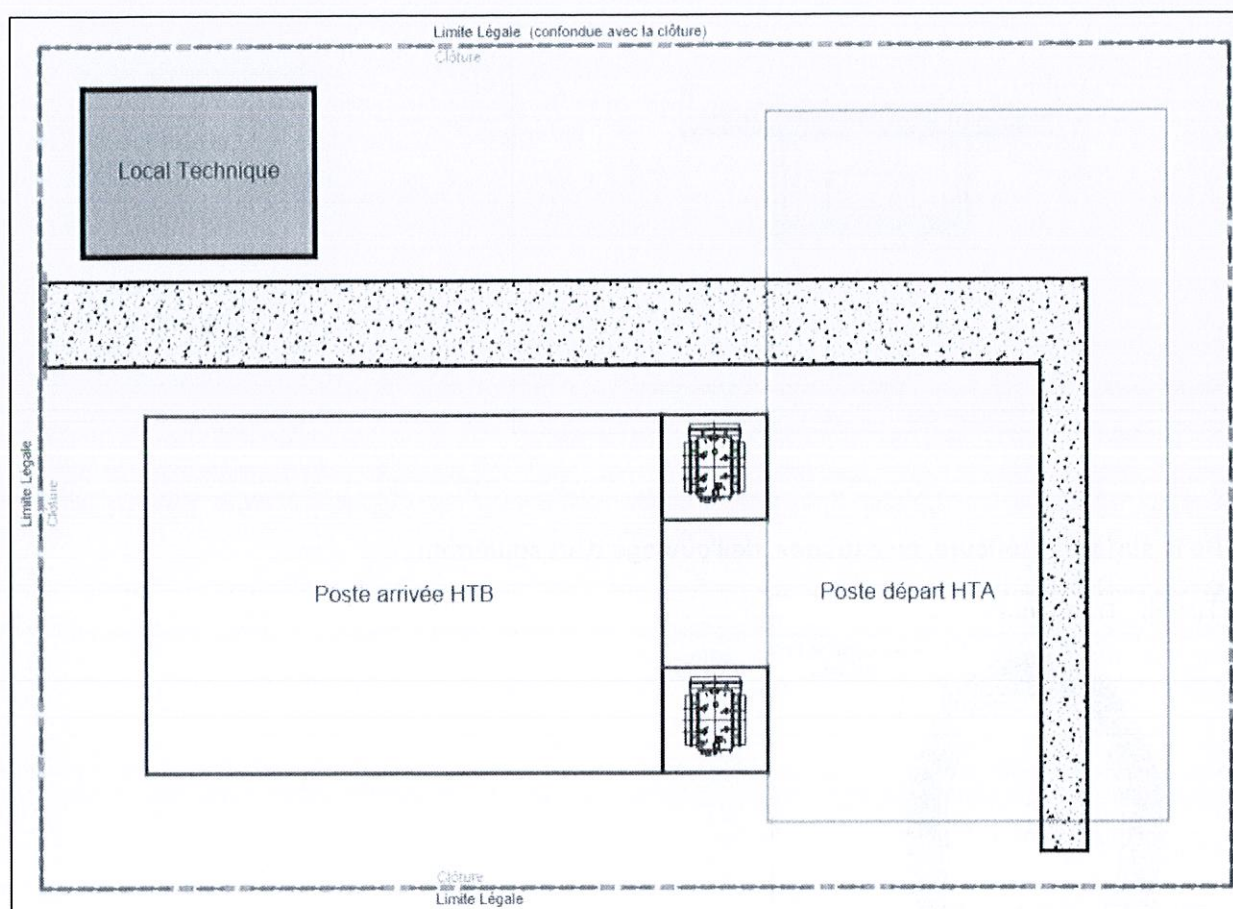 Limite Légale (confondue avec la clôture)
Clôture
Local Technique
Limite Légale
Clôture
Poste arrivée HTB
Poste départ HTA
Clôture
Limite Légale